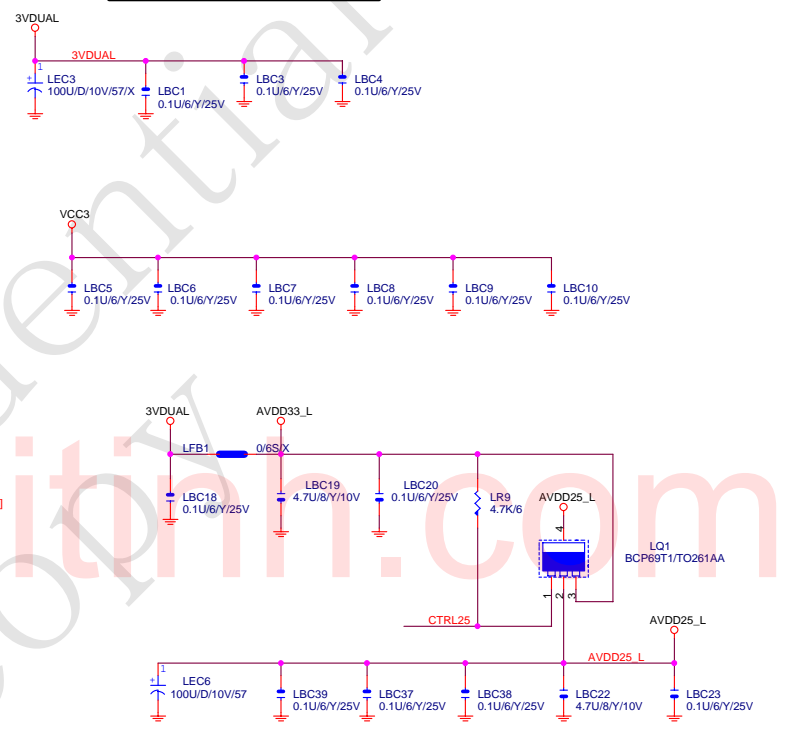 3VDUAL
3VDUAL
1
+
LEC3
100U/D/10V/57/X
LBC1
0.1U/6/Y/25V
LBC3
0.1U/6/Y/25V
LBC4
0.1U/6/Y/25V
VCC3
LBC5
0.1U/6/Y/25V
LBC6
0.1U/6/Y/25V
LBC7
0.1U/6/Y/25V
LBC8
0.1U/6/Y/25V
LBC9
0.1U/6/Y/25V
LBC10
0.1U/6/Y/25V
3VDUAL
AVDD33_L
LFB1
0/6S/X
LBC18
0.1U/6/Y/25V
LBC19
4.7U/8/Y/10V
LBC20
0.1U/6/Y/25V
LR9
4.7K/6
AVDD25_L
4
LQ1
BCP69T1/TO261AA
1
2
3
CTRL25
AVDD25_L
AVDD25_L
1
+
LEC6
100U/D/10V/57
LBC39
0.1U/6/Y/25V
LBC37
0.1U/6/Y/25V
LBC38
0.1U/6/Y/25V
LBC22
4.7U/8/Y/10V
LBC23
0.1U/6/Y/25V
]
itinh.com
dential
opy